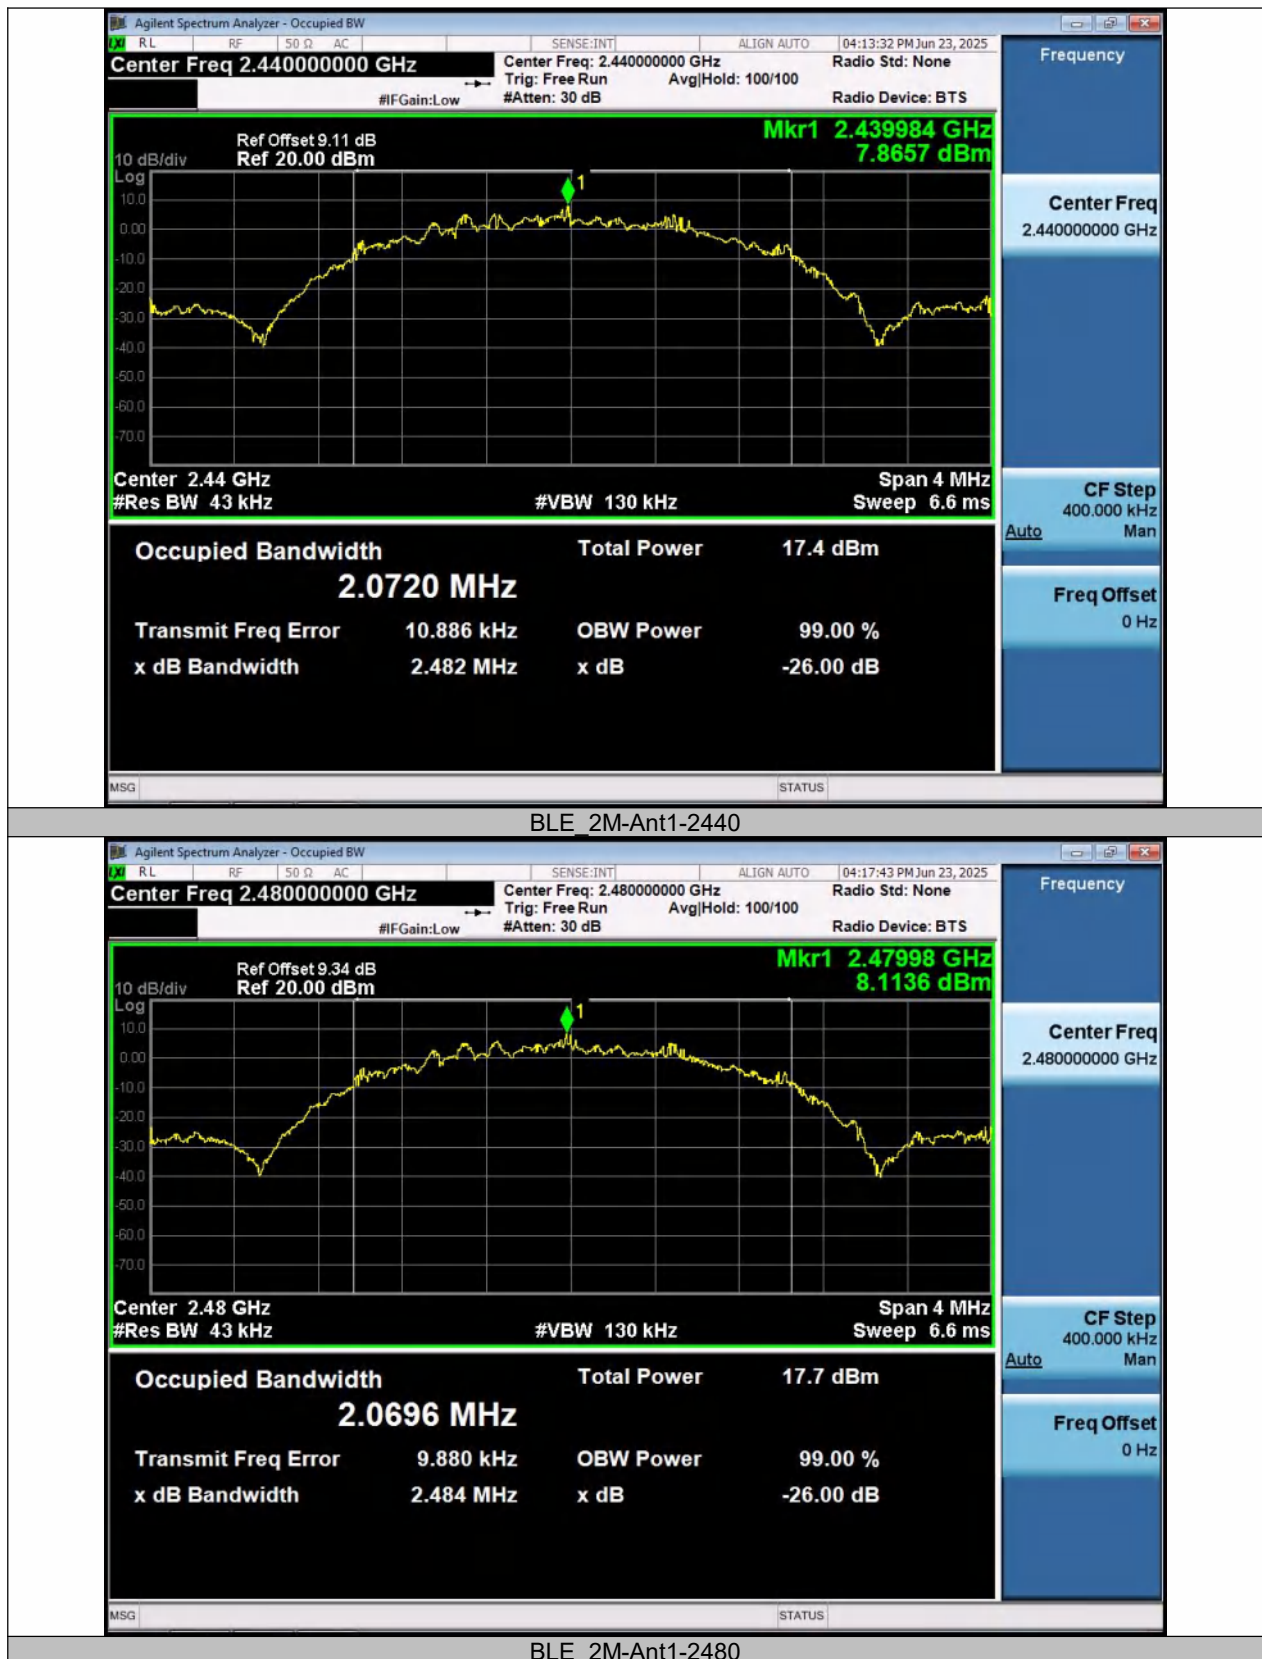 Agilent Spectrum Analyzer - Occupied BW
LXI RL RF 50 Ω AC SENSE:INT ALIGN AUTO 04:13:32 PM Jun 23, 2025
Center Freq 2.440000000 GHz
Center Freq: 2.440000000 GHz Radio Std: None
Trig: Free Run Avg|Hold: 100/100
#IFGain:Low #Atten: 30 dB Radio Device: BTS
Frequency
Mkr1 2.439984 GHz
7.8657 dBm
Ref Offset 9.11 dB
10 dB/div Ref 20.00 dBm
Log
10.0
0.00
-10.0
-20.0
-30.0
-40.0
-50.0
-60.0
-70.0
1
Center 2.44 GHz Span 4 MHz
#Res BW 43 kHz #VBW 130 kHz Sweep 6.6 ms
Center Freq
2.440000000 GHz
CF Step
400.000 kHz
Auto Man
Freq Offset
0 Hz
Occupied Bandwidth Total Power 17.4 dBm
2.0720 MHz
Transmit Freq Error 10.886 kHz OBW Power 99.00 %
x dB Bandwidth 2.482 MHz x dB -26.00 dB
MSG STATUS
BLE_2M-Ant1-2440
Agilent Spectrum Analyzer - Occupied BW
LXI RL RF 50 Ω AC SENSE:INT ALIGN AUTO 04:17:43 PM Jun 23, 2025
Center Freq 2.480000000 GHz
Center Freq: 2.480000000 GHz Radio Std: None
Trig: Free Run Avg|Hold: 100/100
#IFGain:Low #Atten: 30 dB Radio Device: BTS
Frequency
Mkr1 2.47998 GHz
8.1136 dBm
Ref Offset 9.34 dB
10 dB/div Ref 20.00 dBm
Log
10.0
0.00
-10.0
-20.0
-30.0
-40.0
-50.0
-60.0
-70.0
1
Center 2.48 GHz Span 4 MHz
#Res BW 43 kHz #VBW 130 kHz Sweep 6.6 ms
Center Freq
2.480000000 GHz
CF Step
400.000 kHz
Auto Man
Freq Offset
0 Hz
Occupied Bandwidth Total Power 17.7 dBm
2.0696 MHz
Transmit Freq Error 9.880 kHz OBW Power 99.00 %
x dB Bandwidth 2.484 MHz x dB -26.00 dB
MSG STATUS
BLE_2M-Ant1-2480